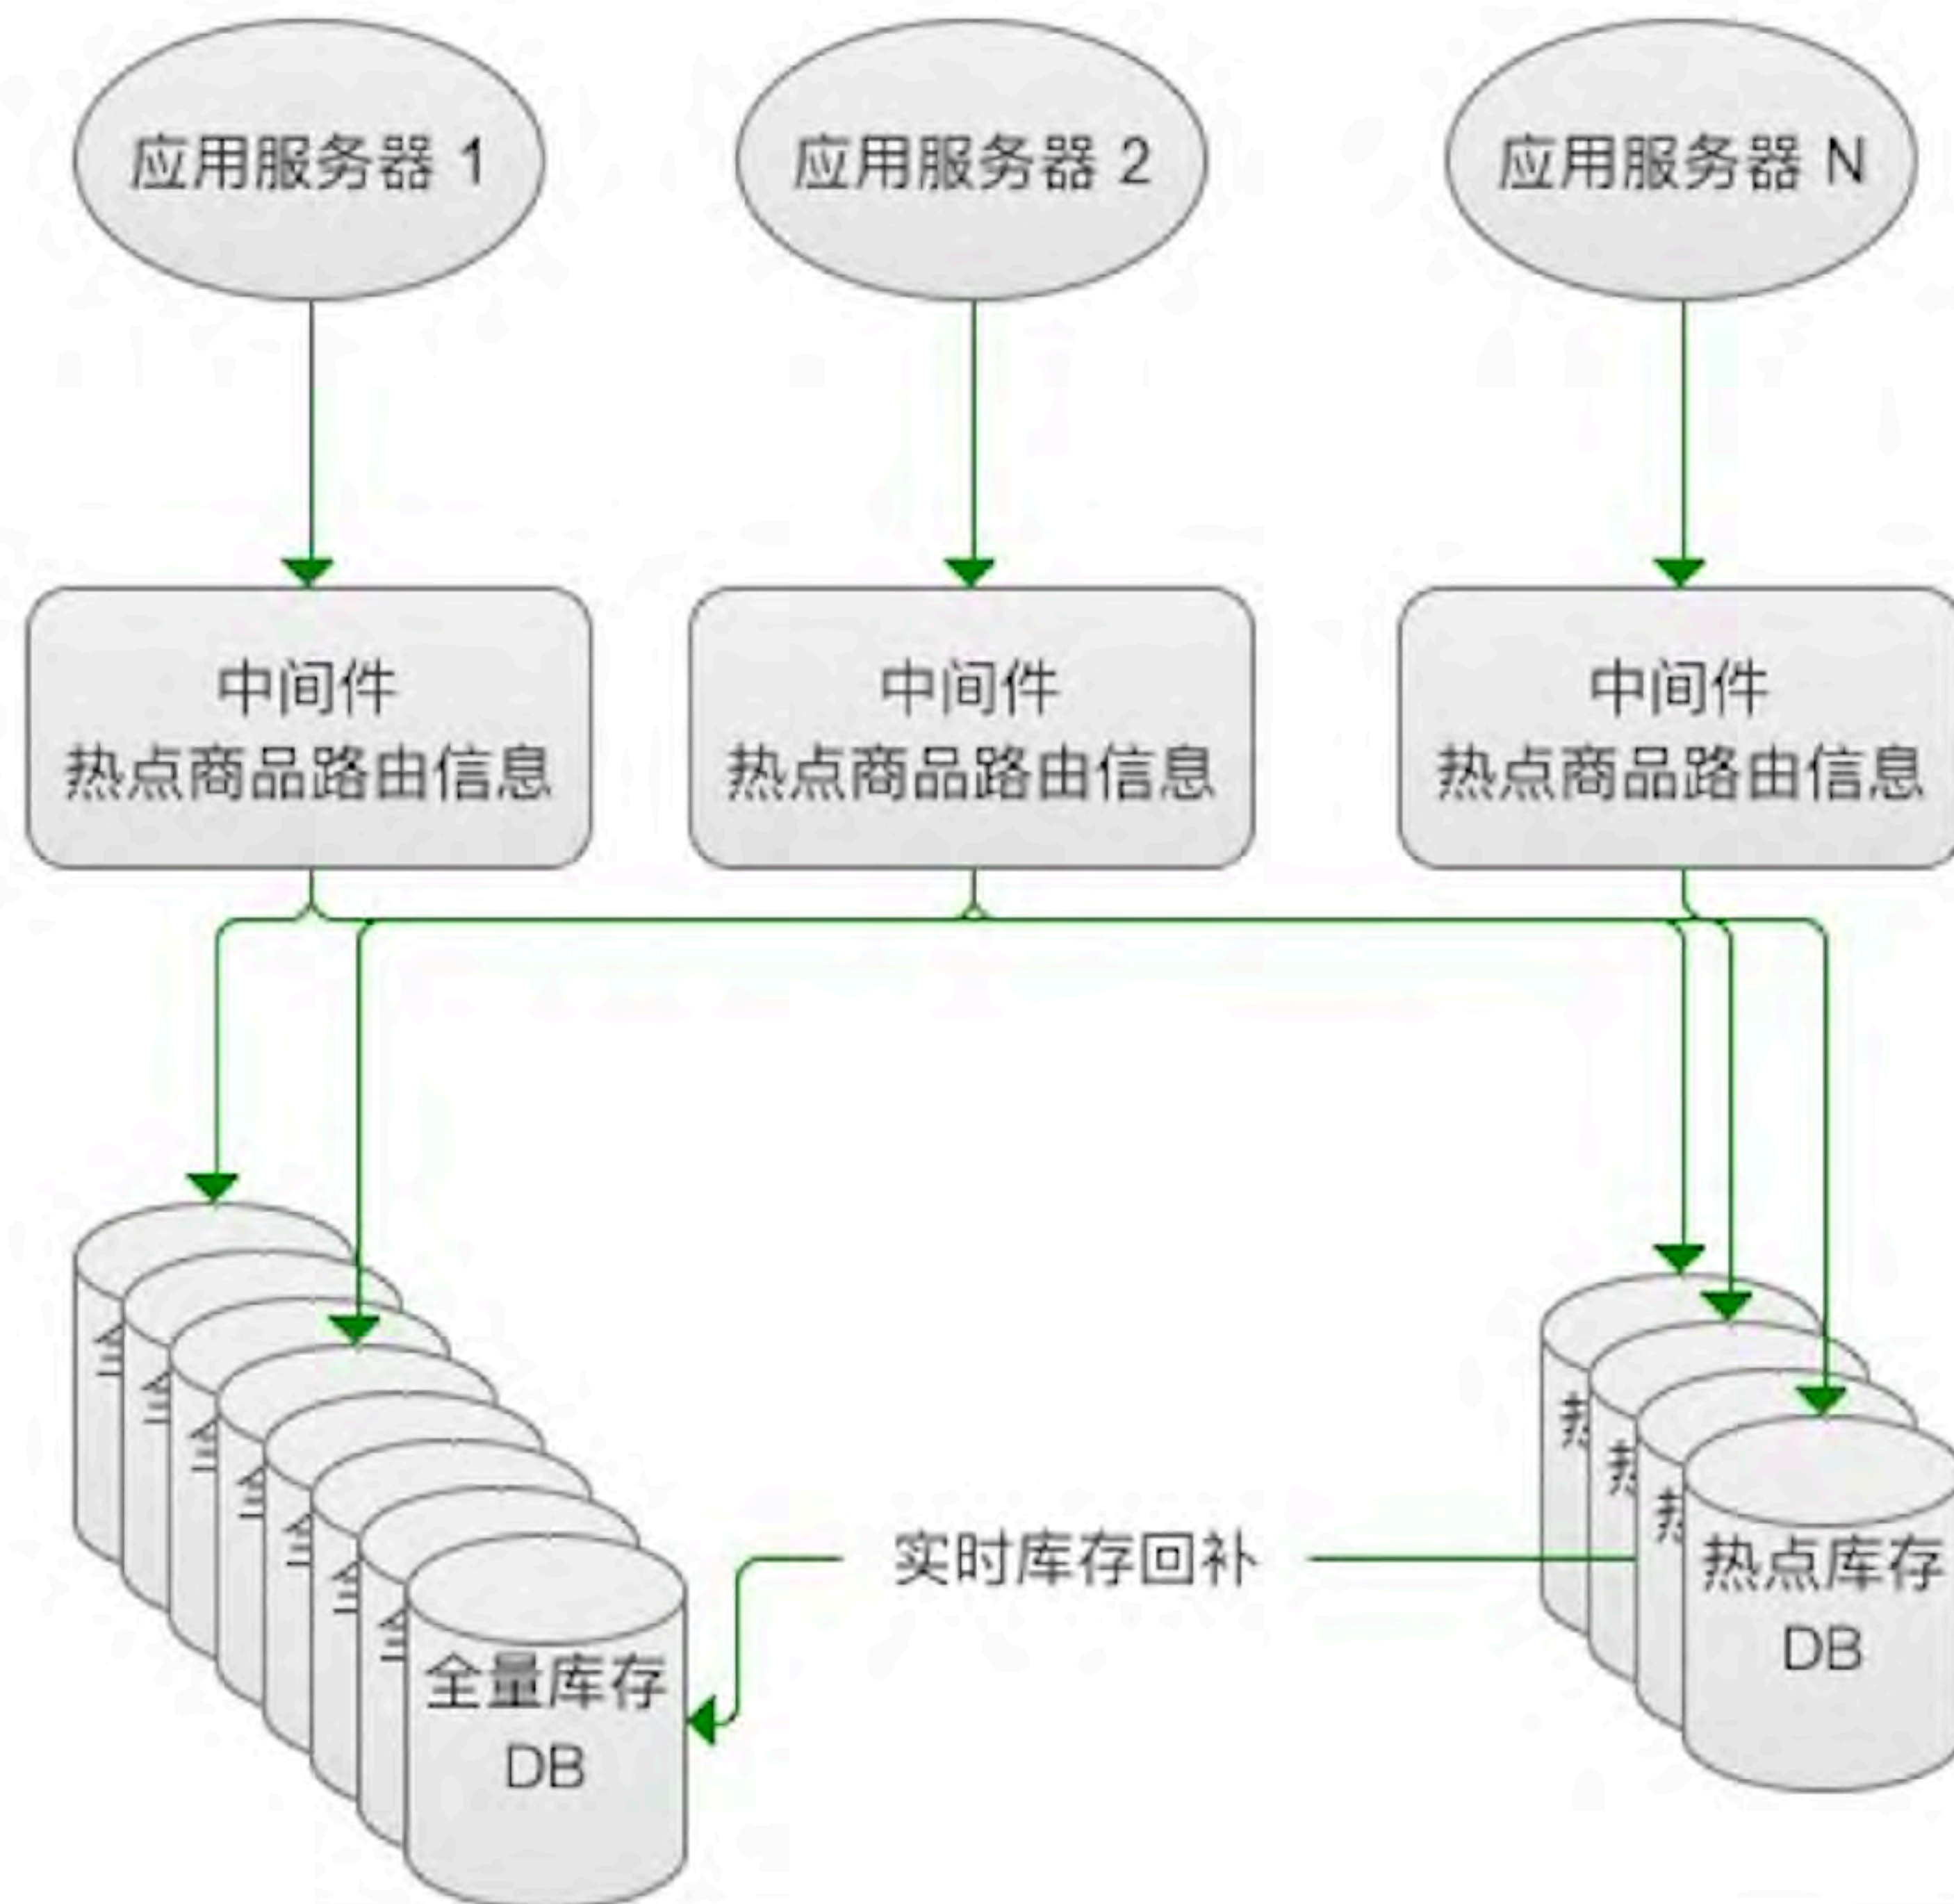 应用服务器 1
应用服务器 2
应用服务器 N
中间件
热点商品路由信息
中间件
热点商品路由信息
中间件
热点商品路由信息
实时库存回补
热点库存
DB
全量库存
DB